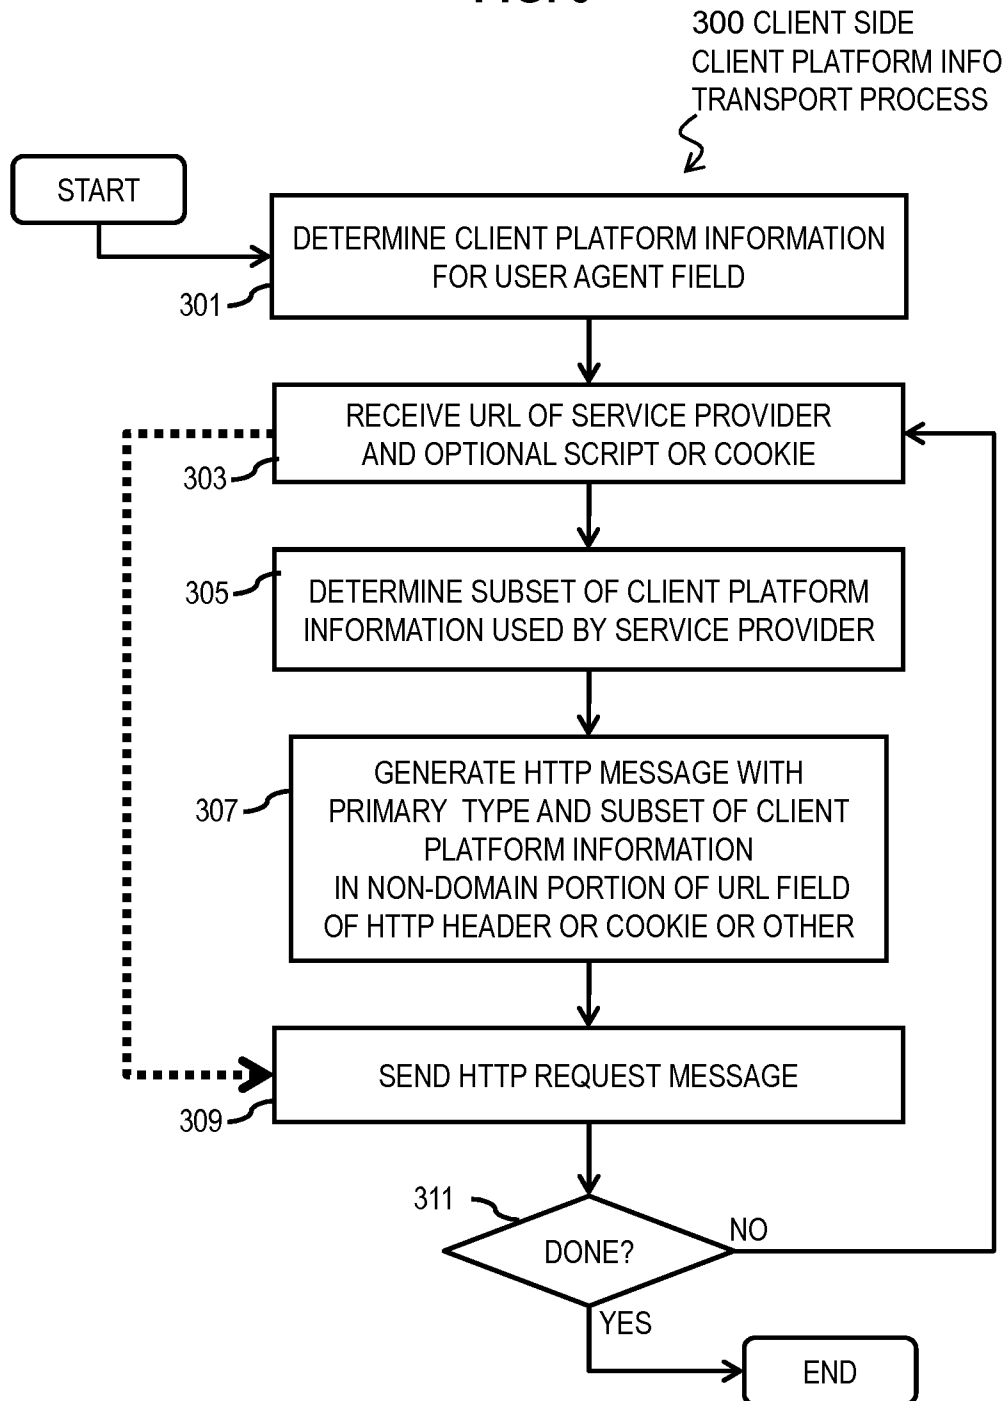 300 CLIENT SIDE
CLIENT PLATFORM INFO
TRANSPORT PROCESS
START
DETERMINE CLIENT PLATFORM INFORMATION
FOR USER AGENT FIELD
301
RECEIVE URL OF SERVICE PROVIDER
AND OPTIONAL SCRIPT OR COOKIE
303
305
DETERMINE SUBSET OF CLIENT PLATFORM
INFORMATION USED BY SERVICE PROVIDER
307
GENERATE HTTP MESSAGE WITH
PRIMARY TYPE AND SUBSET OF CLIENT
PLATFORM INFORMATION
IN NON-DOMAIN PORTION OF URL FIELD
OF HTTP HEADER OR COOKIE OR OTHER
SEND HTTP REQUEST MESSAGE
309
311
DONE?
NO
YES
END